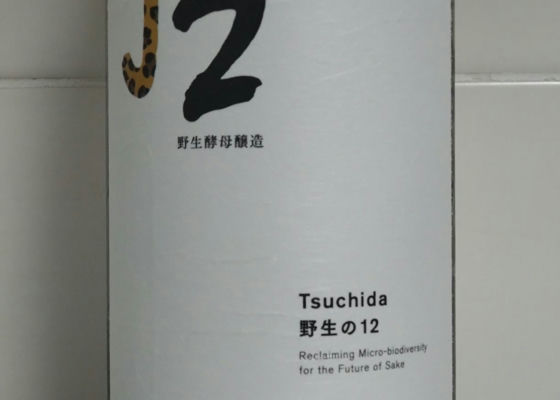 12
野生酵母醸造
Tsuchida
野生の12
Reclaiming Micro-biodiversity
for the Future of Sake